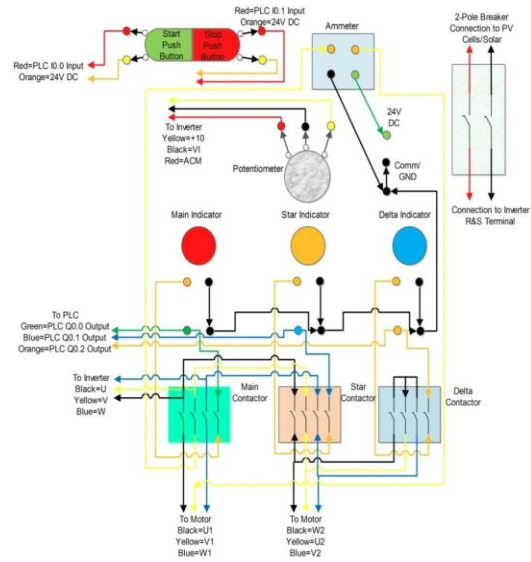 Red=PLC I0.1 Input
Orange=24V DC
Start
Push
Button
Stop
Push
Button
Red=PLC I0.0 Input
Orange=24V DC
Ammeter
2-Pole Breaker
Connection to PV
Cells/Solar
24V
DC
To Inverter
Yellow=+10
Black=VI
Red=ACM
Potentiometer
Comm/
GND
Connection to Inverter
R&S Terminal
Main Indicator
Star Indicator
Delta Indicator
To PLC
Green=PLC Q0.0 Output
Blue=PLC Q0.1 Output
Orange=PLC Q0.2 Output
To Inverter
Black=U
Yellow=V
Blue=W
Main
Contactor
Star
Contactor
Delta
Contactor
To Motor
Black=U1
Yellow=V1
Blue=W1
To Motor
Black=W2
Yellow=U2
Blue=V2